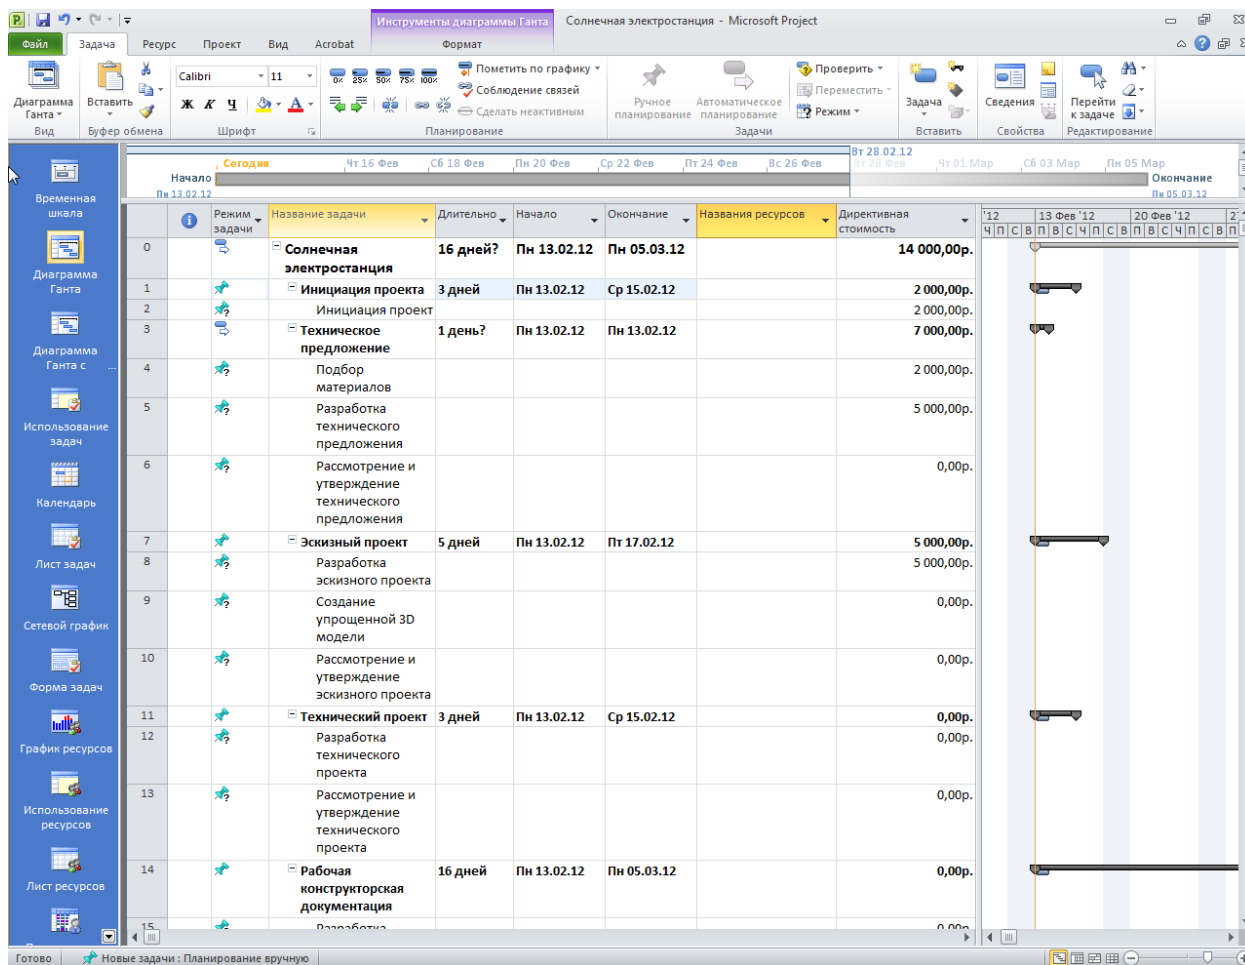 Инструменты диаграммы Ганта
Солнечная электростанция - Microsoft Project
Файл Задача Ресурс Проект Вид Acrobat Формат
Диаграмма Ганта
Вид
Вставить
Буфер обмена
Calibri 11
Ж К Ч
Шрифт
0% 25% 50% 75% 100%
Пометить по графику
Соблюдение связей
Сделать неактивным
Планирование
Ручное планирование
Автоматическое планирование
Проверить
Переместить
Режим
Задачи
Задача
Вставить
Сведения
Свойства
Перейти к задаче
Редактирование
Вт 28.02.12
Сегодня Чт 16 Фев Сб 18 Фев Пн 20 Фев Ср 22 Фев Пт 24 Фев Вс 26 Фев Вт 28 Фев Чт 01 Мар Сб 03 Мар Пн 05 Мар
Начало
Пн 13.02.12
Окончание
Пн 05.03.12
Временная шкала
Диаграмма Ганта
Диаграмма Ганта с ...
Использование задач
Календарь
Лист задач
Сетевой график
Форма задач
График ресурсов
Использование ресурсов
Лист ресурсов
Режим задачи Название задачи Длительно Начало Окончание Названия ресурсов Директивная стоимость
'12 13 Фев '12 20 Фев '12
Ч П С В П В С Ч П С В П В С Ч П С В П
0 Солнечная электростанция 16 дней? Пн 13.02.12 Пн 05.03.12 14 000,00р.
1 Инициация проекта 3 дней Пн 13.02.12 Ср 15.02.12 2 000,00р.
2 Инициация проект 2 000,00р.
3 Техническое предложение 1 день? Пн 13.02.12 Пн 13.02.12 7 000,00р.
4 Подбор материалов 2 000,00р.
5 Разработка технического предложения 5 000,00р.
6 Рассмотрение и утверждение технического предложения 0,00р.
7 Эскизный проект 5 дней Пн 13.02.12 Пт 17.02.12 5 000,00р.
8 Разработка эскизного проекта 5 000,00р.
9 Создание упрощенной 3D модели 0,00р.
10 Рассмотрение и утверждение эскизного проекта 0,00р.
11 Технический проект 3 дней Пн 13.02.12 Ср 15.02.12 0,00р.
12 Разработка технического проекта 0,00р.
13 Рассмотрение и утверждение технического проекта 0,00р.
14 Рабочая конструкторская документация 16 дней Пн 13.02.12 Пн 05.03.12 0,00р.
15 Разработка 0,00р.
Готово Новые задачи : Планирование вручную